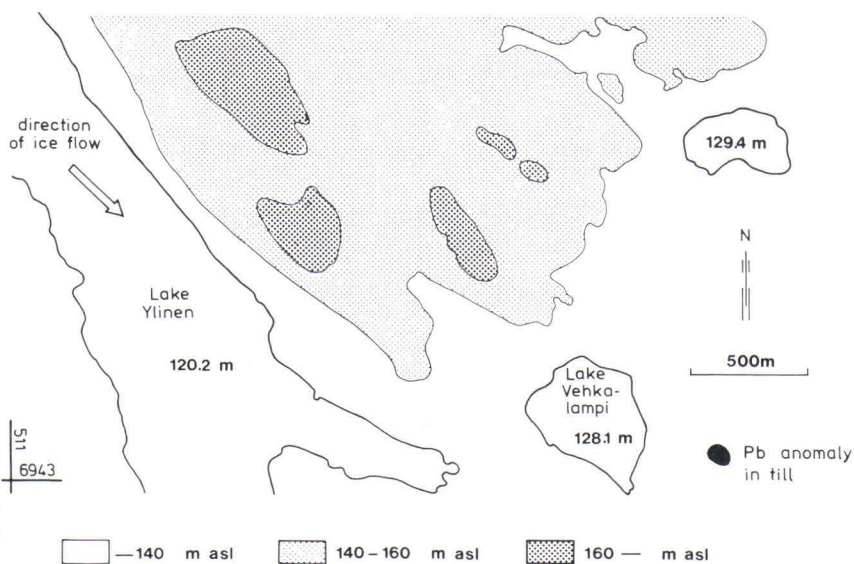 direction
of ice flow
129.4 m
N
Lake
Ylinen
120.2 m
500m
Lake
Vehka-
lampi
128.1 m
511
6943
Pb anomaly
in till
—140 m asl
140–160 m asl
160 — m asl